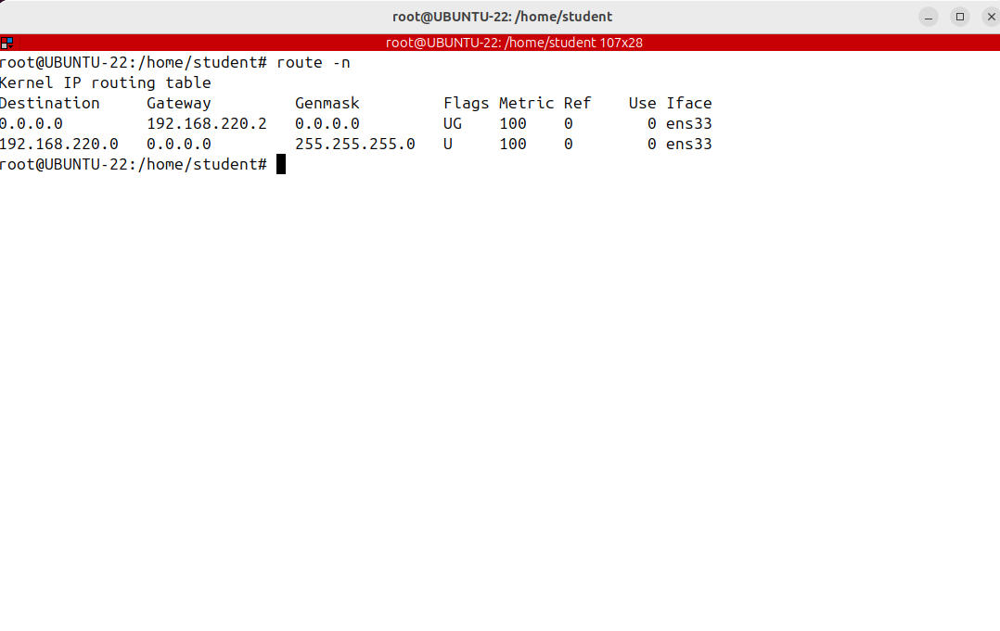 root@UBUNTU-22: /home/student
root@UBUNTU-22: /home/student 107x28
root@UBUNTU-22:/home/student# route -n
Kernel IP routing table
Destination     Gateway         Genmask         Flags Metric Ref    Use Iface
0.0.0.0         192.168.220.2   0.0.0.0         UG    100    0        0 ens33
192.168.220.0   0.0.0.0         255.255.255.0   U     100    0        0 ens33
root@UBUNTU-22:/home/student#